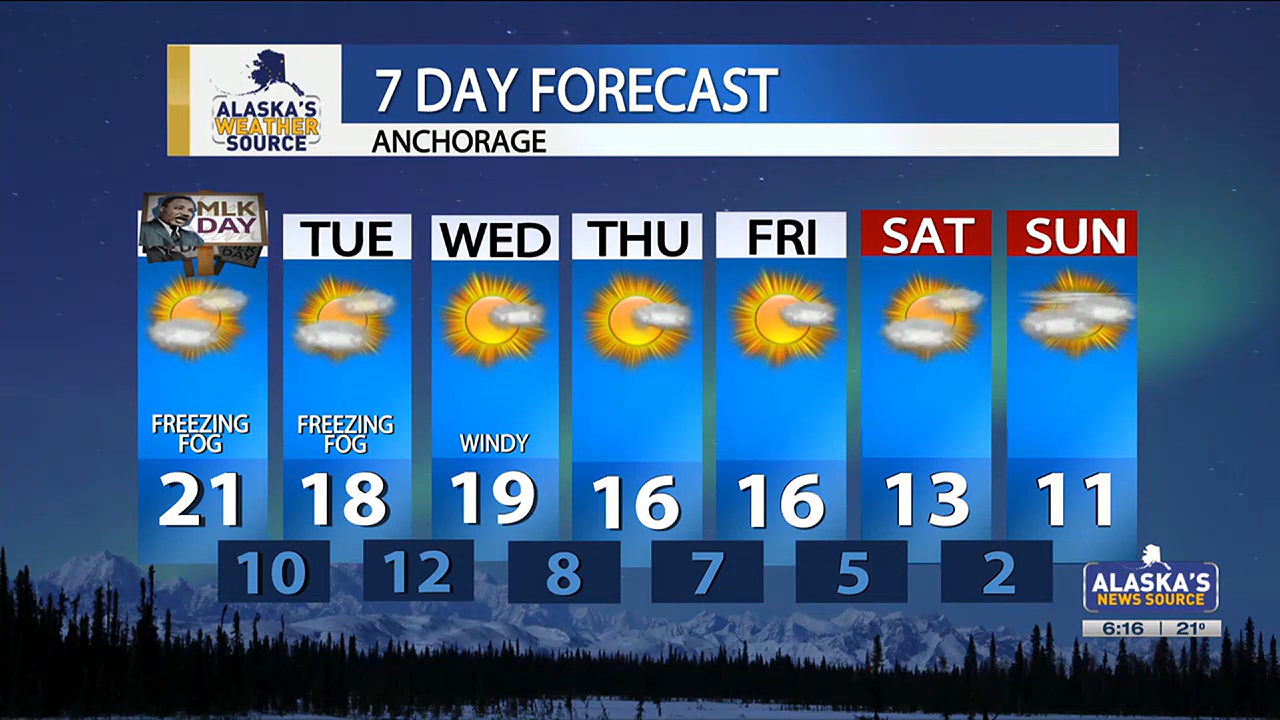 ALASKA'S
WEATHER
SOURCE
7 DAY FORECAST
ANCHORAGE
MLK
DAY
DAY
TUE
WED
THU
FRI
SAT
SUN
FREEZING
FOG
FREEZING
FOG
WINDY
21
18
19
16
16
13
11
10
12
8
7
5
2
ALASKA'S
NEWS SOURCE
6:16 | 21°